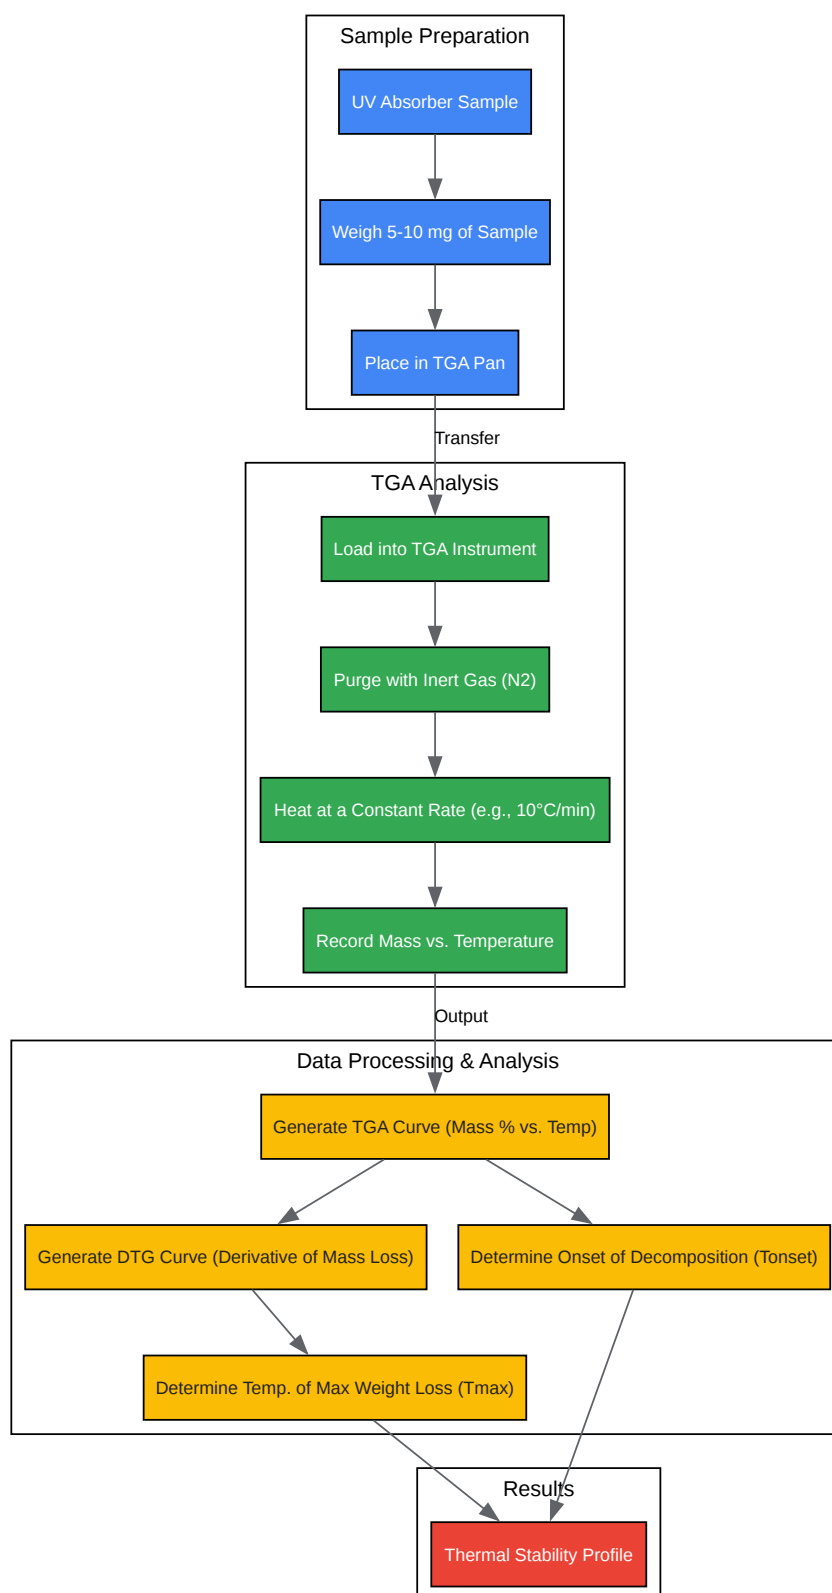 Sample Preparation
UV Absorber Sample
Weigh 5-10 mg of Sample
Place in TGA Pan
Transfer
TGA Analysis
Load into TGA Instrument
Purge with Inert Gas (N2)
Heat at a Constant Rate (e.g., 10°C/min)
Record Mass vs. Temperature
Output
Data Processing & Analysis
Generate TGA Curve (Mass % vs. Temp)
Generate DTG Curve (Derivative of Mass Loss)
Determine Onset of Decomposition (Tonset)
Determine Temp. of Max Weight Loss (Tmax)
Results
Thermal Stability Profile